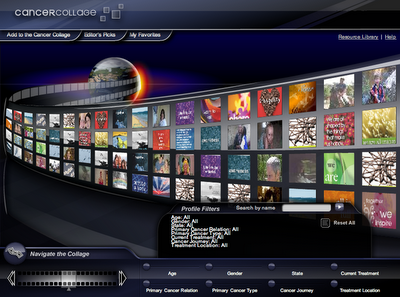 cancercollage
Add to the Cancer Collage Editor's Picks My Favorites
Resource Library | Help
Profile Filters
Search by name
Age: All
Gender: All
State: All
Primary Cancer Relation: All
Primary Cancer Type: All
Current Treatment: All
Cancer Journey: All
Treatment Location: All
Reset All
Navigate the Collage
Age Gender State Current Treatment
Primary Cancer Relation Primary Cancer Type Cancer Journey Treatment Location